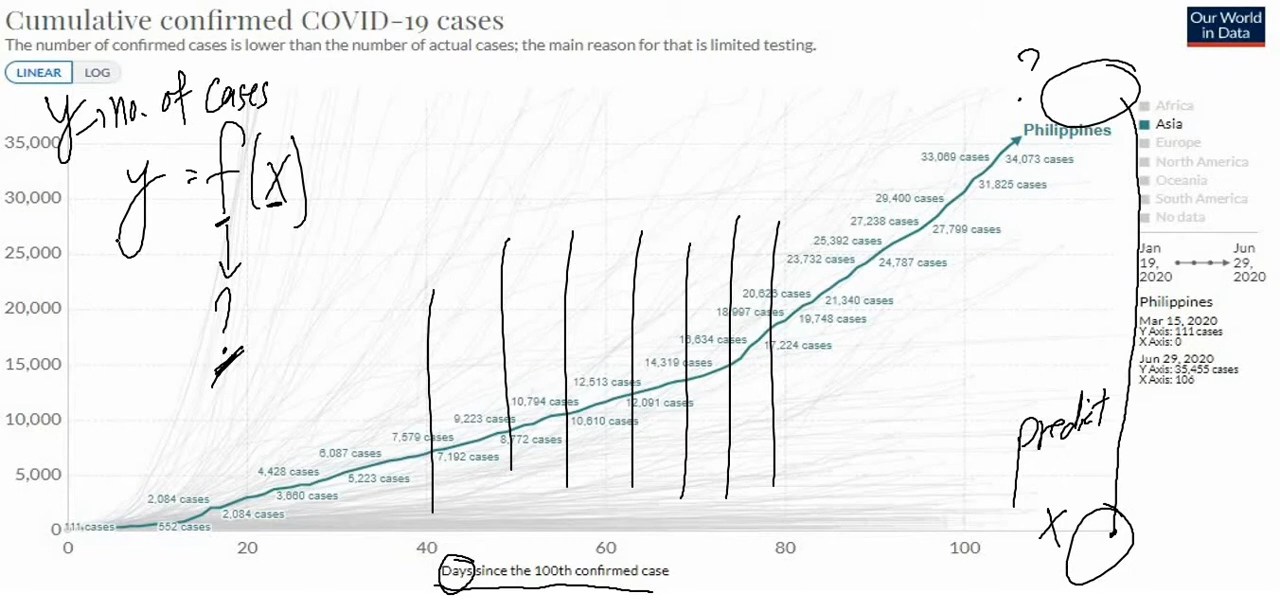 Cumulative confirmed COVID-19 cases
The number of confirmed cases is lower than the number of actual cases; the main reason for that is limited testing.
Our World
in Data
LINEAR LOG
y→no. of cases
y = f(x)
?
35,000
30,000
25,000
20,000
15,000
10,000
5,000
0
0 20 40 60 80 100
Days since the 100th confirmed case
111 cases
552 cases
2,084 cases
2,084 cases
4,428 cases
3,660 cases
6,087 cases
5,223 cases
7,579 cases
7,192 cases
9,223 cases
8,772 cases
10,794 cases
10,610 cases
12,513 cases
12,091 cases
14,319 cases
16,634 cases
17,224 cases
18,997 cases
19,748 cases
20,626 cases
21,340 cases
23,732 cases
24,787 cases
25,392 cases
27,238 cases
27,799 cases
29,400 cases
31,825 cases
33,069 cases
34,073 cases
Philippines
?
predict
x
Africa
Asia
Europe
North America
Oceania
South America
No data
Jan
19,
2020
Jun
29,
2020
Philippines
Mar 15, 2020
Y Axis: 111 cases
X Axis: 0
Jun 29, 2020
Y Axis: 35,455 cases
X Axis: 106